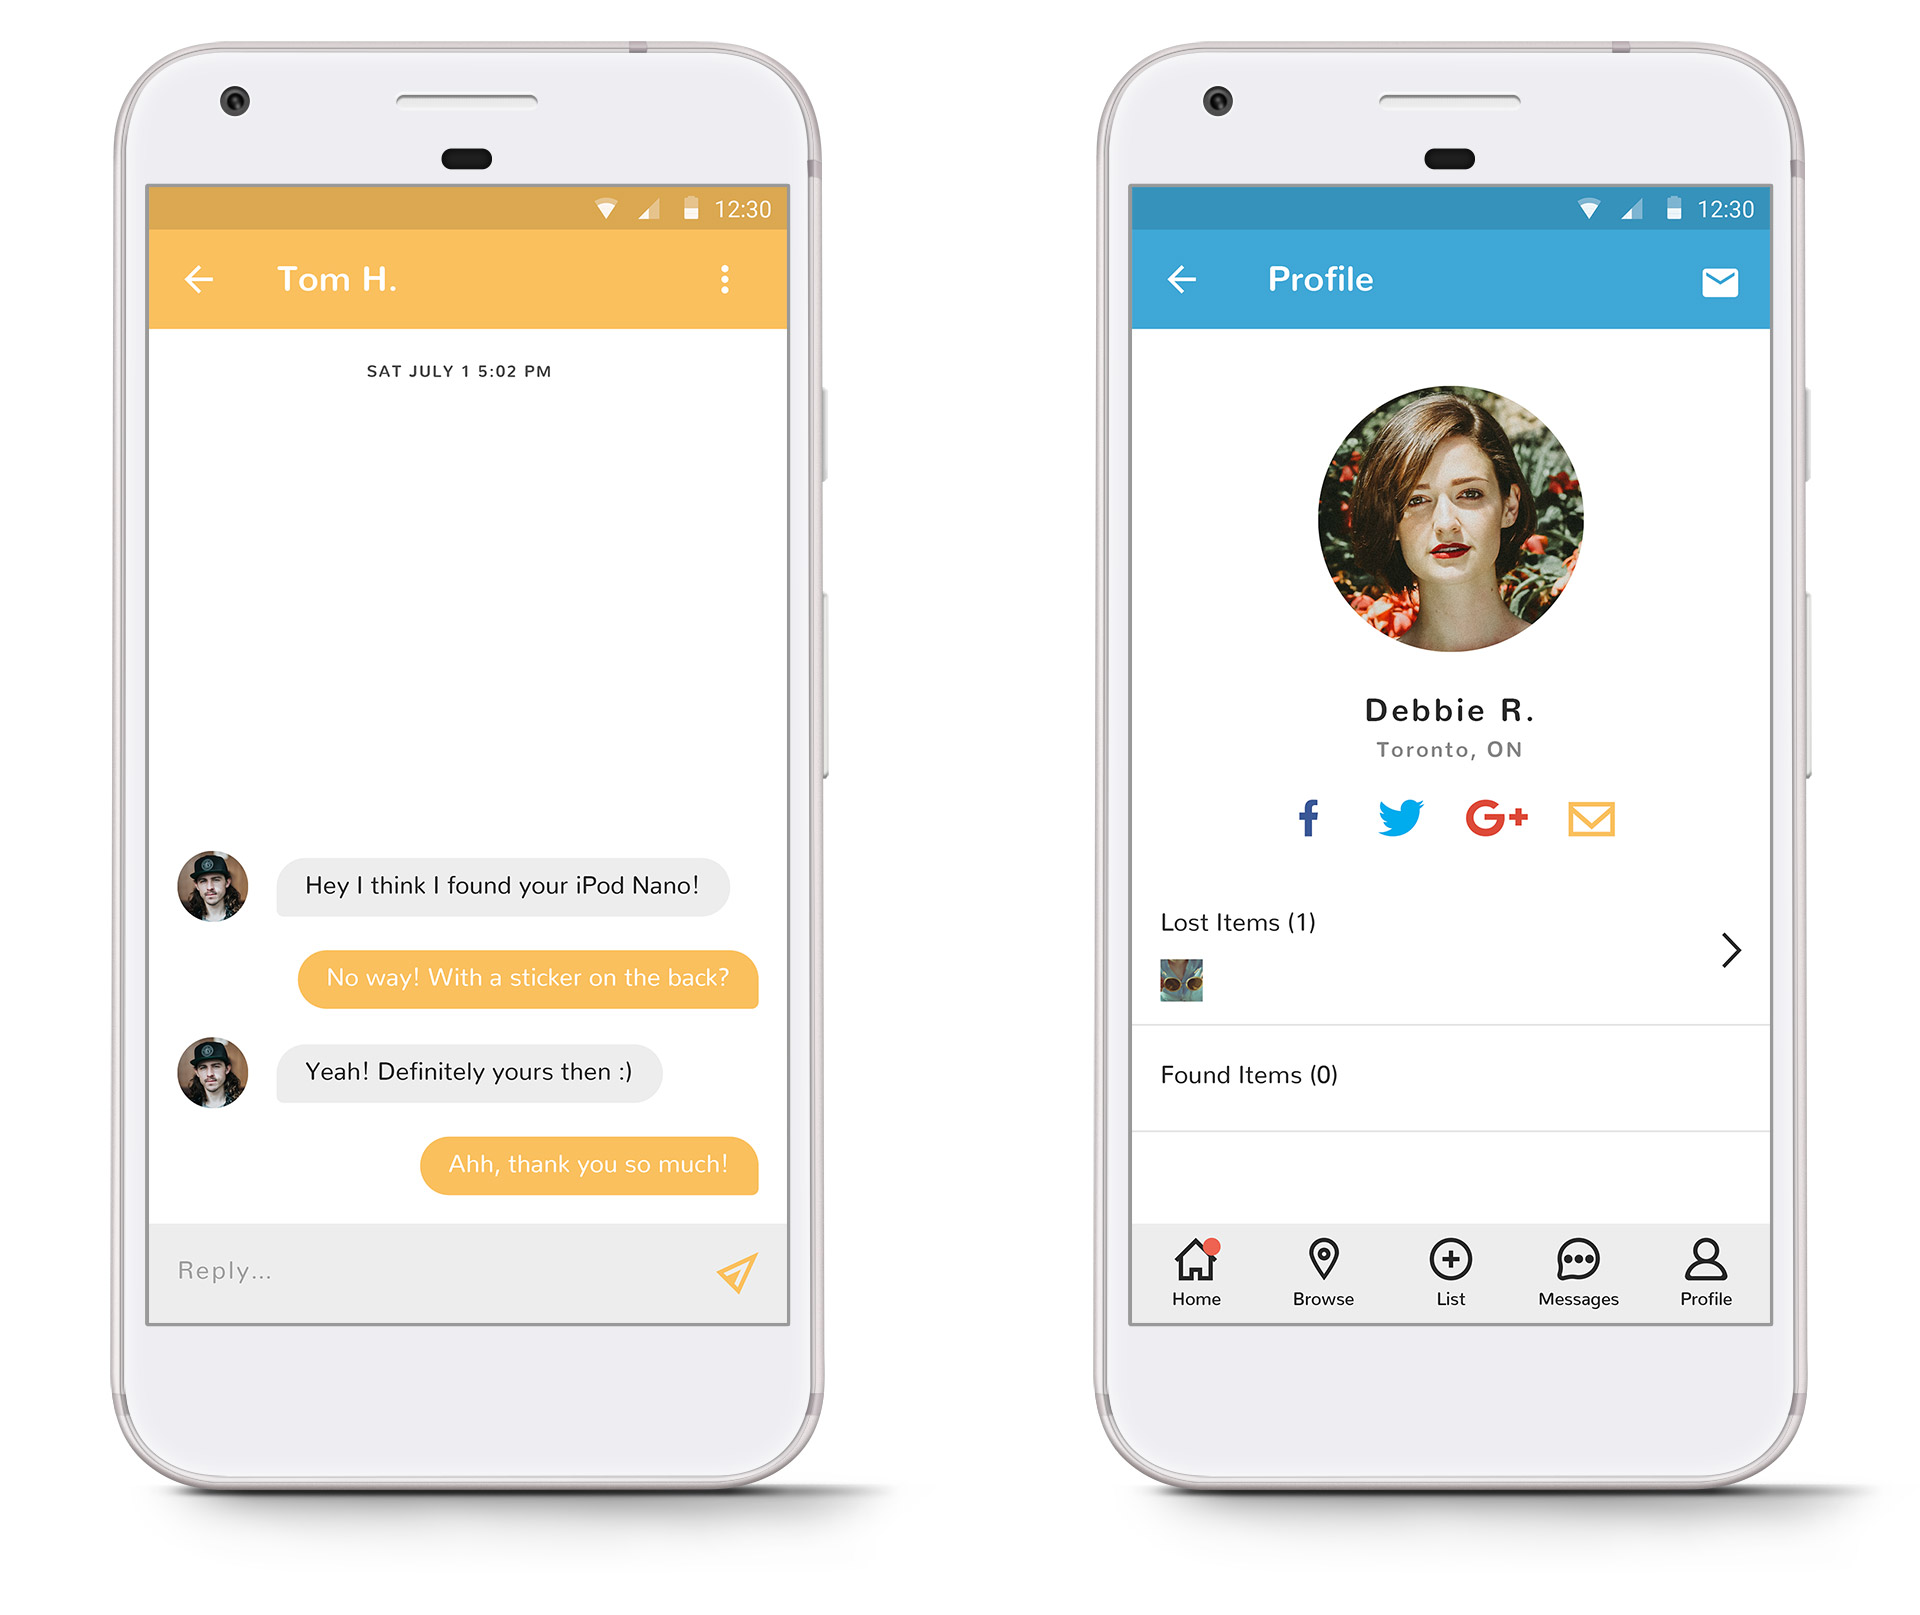 12:30
Tom H.
SAT JULY 1 5:02 PM
Hey I think I found your iPod Nano!
No way! With a sticker on the back?
Yeah! Definitely yours then :)
Ahh, thank you so much!
Reply...
12:30
Profile
Debbie R.
Toronto, ON
f
G+
Lost Items (1)
Found Items (0)
Home Browse List Messages Profile